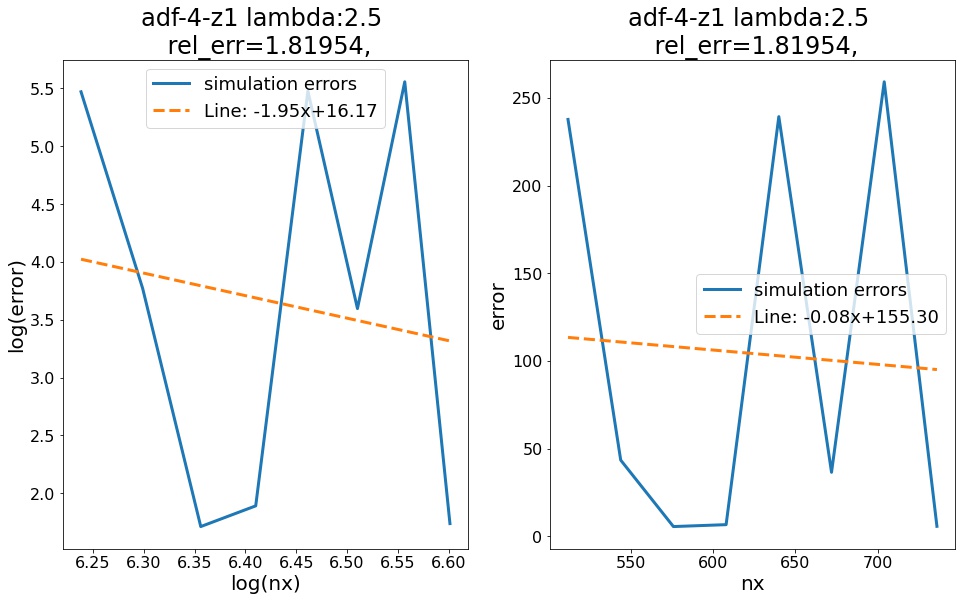 adf-4-z1 lambda:2.5
rel_err=1.81954,
simulation errors
Line: -1.95x+16.17
log(error)
5.5
5.0
4.5
4.0
3.5
3.0
2.5
2.0
6.25
6.30
6.35
6.40
6.45
6.50
6.55
6.60
log(nx)
adf-4-z1 lambda:2.5
rel_err=1.81954,
simulation errors
Line: -0.08x+155.30
error
250
200
150
100
50
0
550
600
650
700
nx